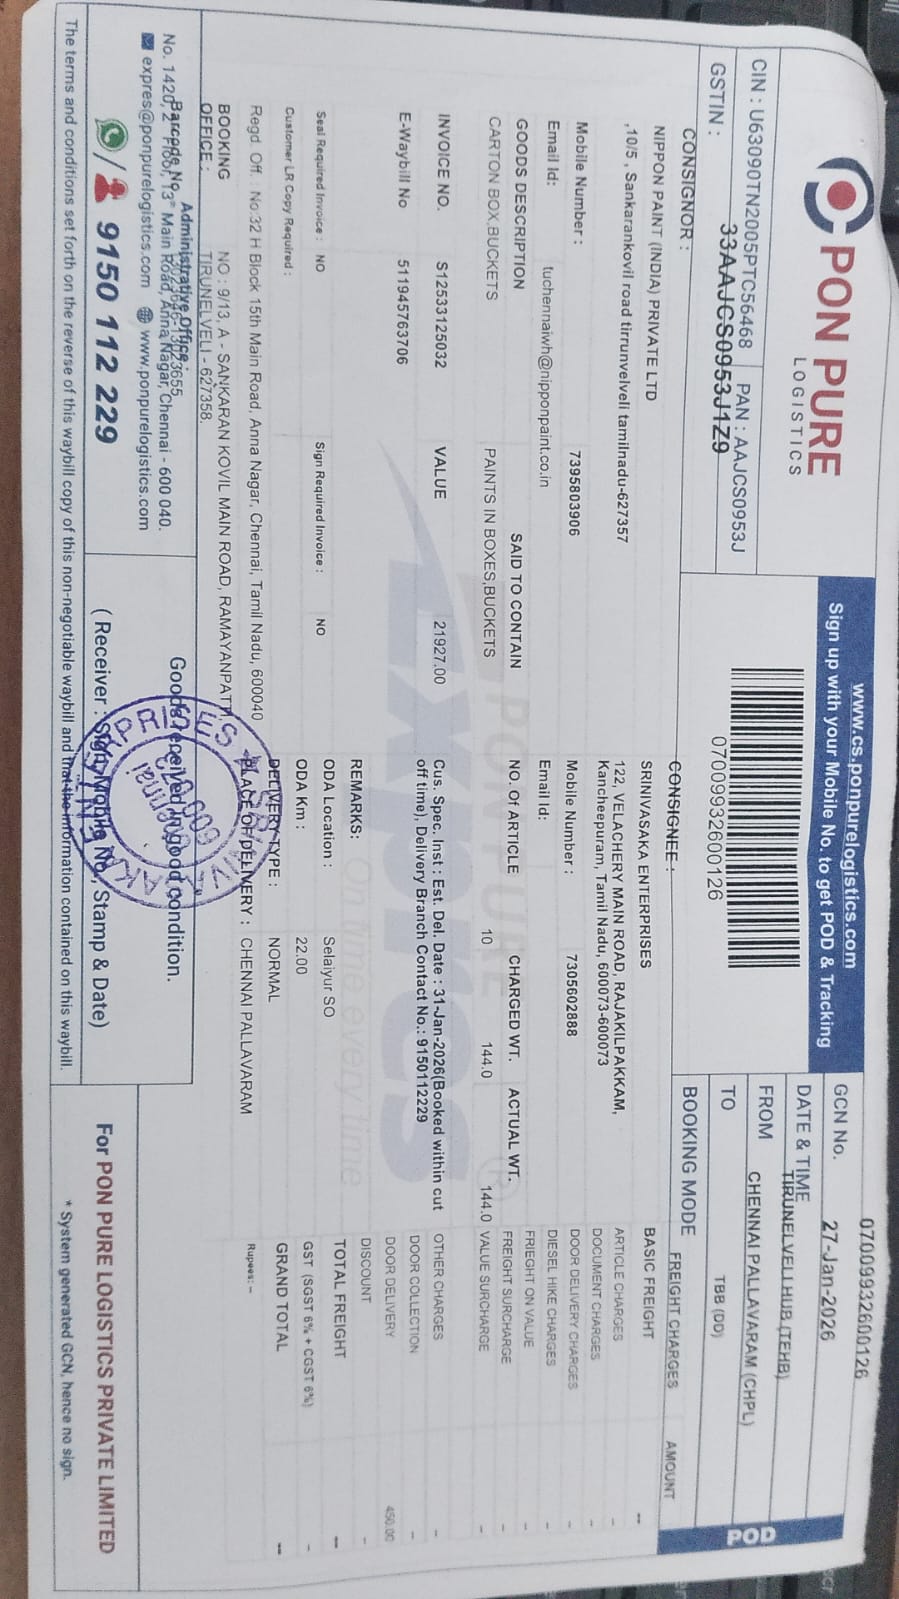 PON PURE
LOGISTICS
CIN : U63090TN2005PTC56468
PAN : AAJCS0953J
GSTIN :
33AAJCS0953J1Z9
www.cs.ponpurelogistics.com
Sign up with your Mobile No. to get POD & Tracking
07009932600126
GCN No.
07009932600126
DATE & TIME
27-Jan-2026
FROM
TIRUNELVELI HUB (TEHB)
TO
CHENNAI PALLAVARAM (CHPL)
BOOKING MODE
TBB (DD)
POD
CONSIGNOR :
NIPPON PAINT (INDIA) PRIVATE LTD
,10/5 , Sankarankovil road tirrunvelveli tamilnadu-627357
Mobile Number :
7395803906
Email Id:
tuchennaiwh@nipponpaint.co.in
CONSIGNEE :
SRINIVASAKA ENTERPRISES
122, VELACHERY MAIN ROAD, RAJAKILPAKKAM,
Kancheepuram, Tamil Nadu, 600073-600073
Mobile Number :
7305602888
Email Id:
GOODS DESCRIPTION
SAID TO CONTAIN
NO. Of ARTICLE
CHARGED WT.
ACTUAL WT.
CARTON BOX,BUCKETS
PAINTS IN BOXES,BUCKETS
10
144.0
144.0
INVOICE NO.
S12533125032
VALUE
21927.00
E-Waybill No
511945763706
Cus. Spec. Inst : Est. Del. Date : 31-Jan-2026(Booked within cut
off time), Delivery Branch Contact No.: 9150112229
REMARKS:
Seal Required Invoice : NO
Sign Required Invoice : NO
ODA Location :
Selaiyur SO
Customer LR Copy Required :
ODA Km :
22.00
DELIVERY TYPE :
NORMAL
Regd. Off. : No.32 H Block 15th Main Road, Anna Nagar, Chennai, Tamil Nadu, 600040
PLACE OF DELIVERY :
CHENNAI PALLAVARAM
BOOKING
OFFICE :
NO : 9/13, A - SANKARAN KOVIL MAIN ROAD, RAMAYANPATTI,
TIRUNELVELI - 627358.
FREIGHT CHARGES
AMOUNT
BASIC FREIGHT --
ARTICLE CHARGES -
DOCUMENT CHARGES -
DOOR DELIVERY CHARGES -
DIESEL HIKE CHARGES -
FRIEGHT ON VALUE -
FREIGHT SURCHARGE -
VALUE SURCHARGE -
OTHER CHARGES -
DOOR COLLECTION -
DOOR DELIVERY 450.00
DISCOUNT -
TOTAL FREIGHT --
GST (SGST 6% + CGST 6%) -
GRAND TOTAL --
Rupees: -
PON PURE
Expres
On time every time
Administrative Office :
Barcode No.
No. 1420, 2 Floor, 13th Main Road, Anna Nagar, Chennai - 600 040.
expres@ponpurelogistics.com www.ponpurelogistics.com
/ 9150 112 229
Goods received in good condition.
( Receiver : Sign, Mobile No., Stamp & Date)
For PON PURE LOGISTICS PRIVATE LIMITED
* System generated GCN, hence no sign.
The terms and conditions set forth on the reverse of this waybill copy of this non-negotiable waybill and that the information contained on this waybill.